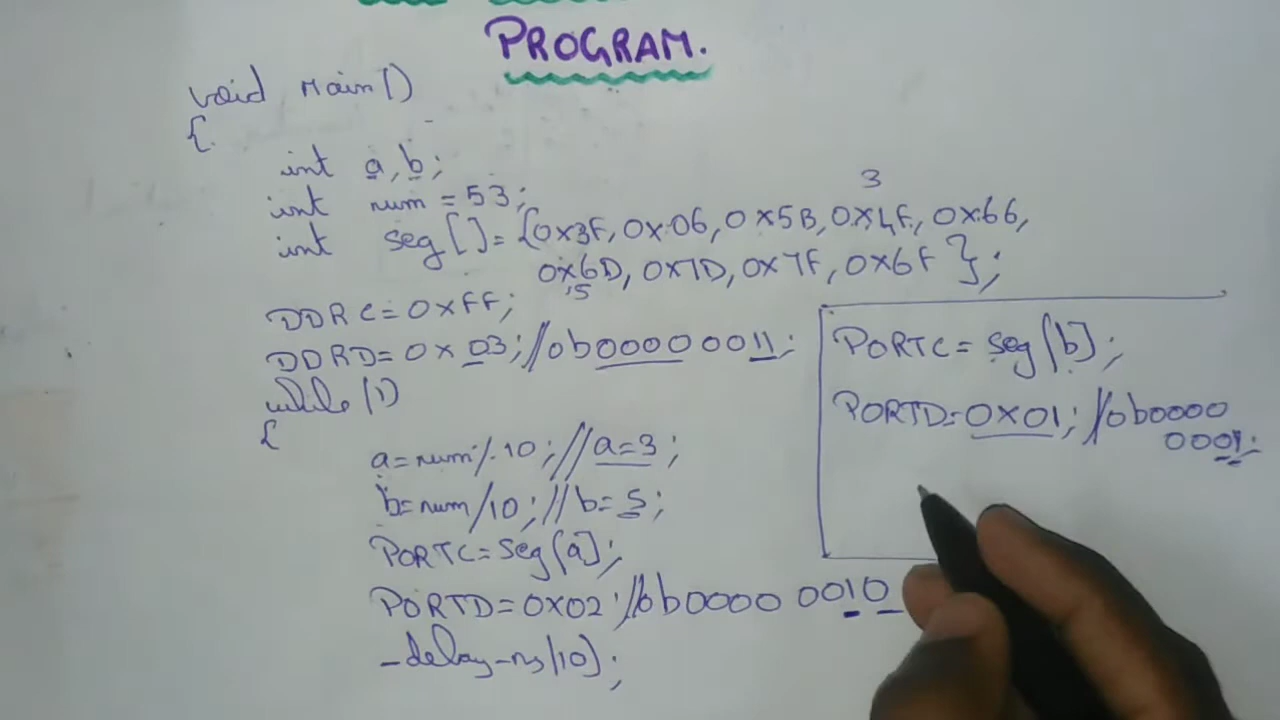 PROGRAM.
void Main()
{
int a,b;
int num = 53;
3
int seg[]={0x3F,0x06,0x5B,0x4F,0x66,
0x6D,0x7D,0x7F,0x6F};
5
DDRC=0xFF;
DDRD=0x03;//0b00000011;
while(1)
{
a=num%10;//a=3;
b=num/10;//b=5;
PORTC=seg[a];
PORTD=0x02//0b0000 0010
-delay-ms(10);
PORTC=seg[b];
PORTD=0x01;//0b0000
0001;